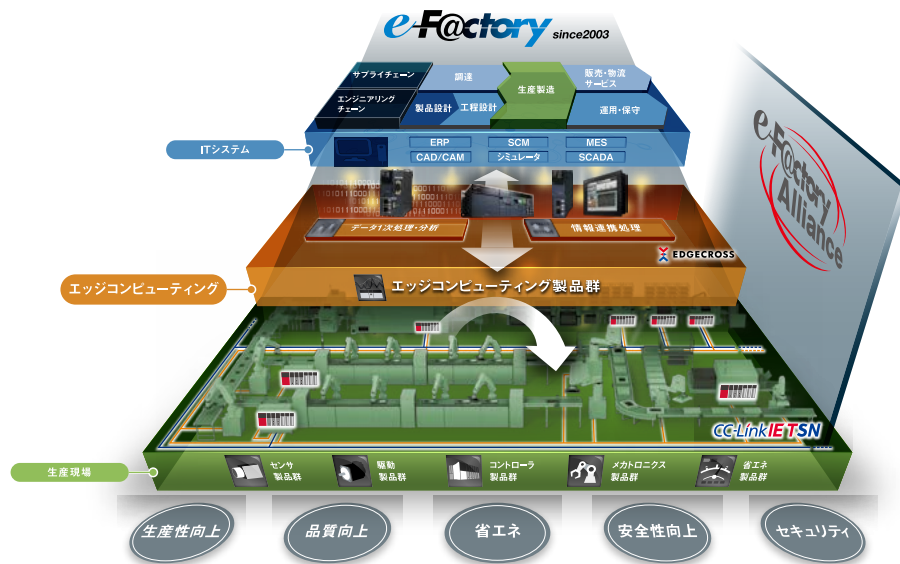 e-F@ctory since2003
サプライチェーン
調達
生産製造
販売・物流
サービス
エンジニアリング
チェーン
製品設計
工程設計
運用・保守
ITシステム
ERP
SCM
MES
CAD/CAM
シミュレータ
SCADA
e-F@ctory
Alliance
データ1次処理・分析
情報連携処理
EDGECROSS
エッジコンピューティング
エッジコンピューティング製品群
CC-Link IE TSN
生産現場
センサ
製品群
駆動
製品群
コントローラ
製品群
メカトロニクス
製品群
省エネ
製品群
生産性向上
品質向上
省エネ
安全性向上
セキュリティ